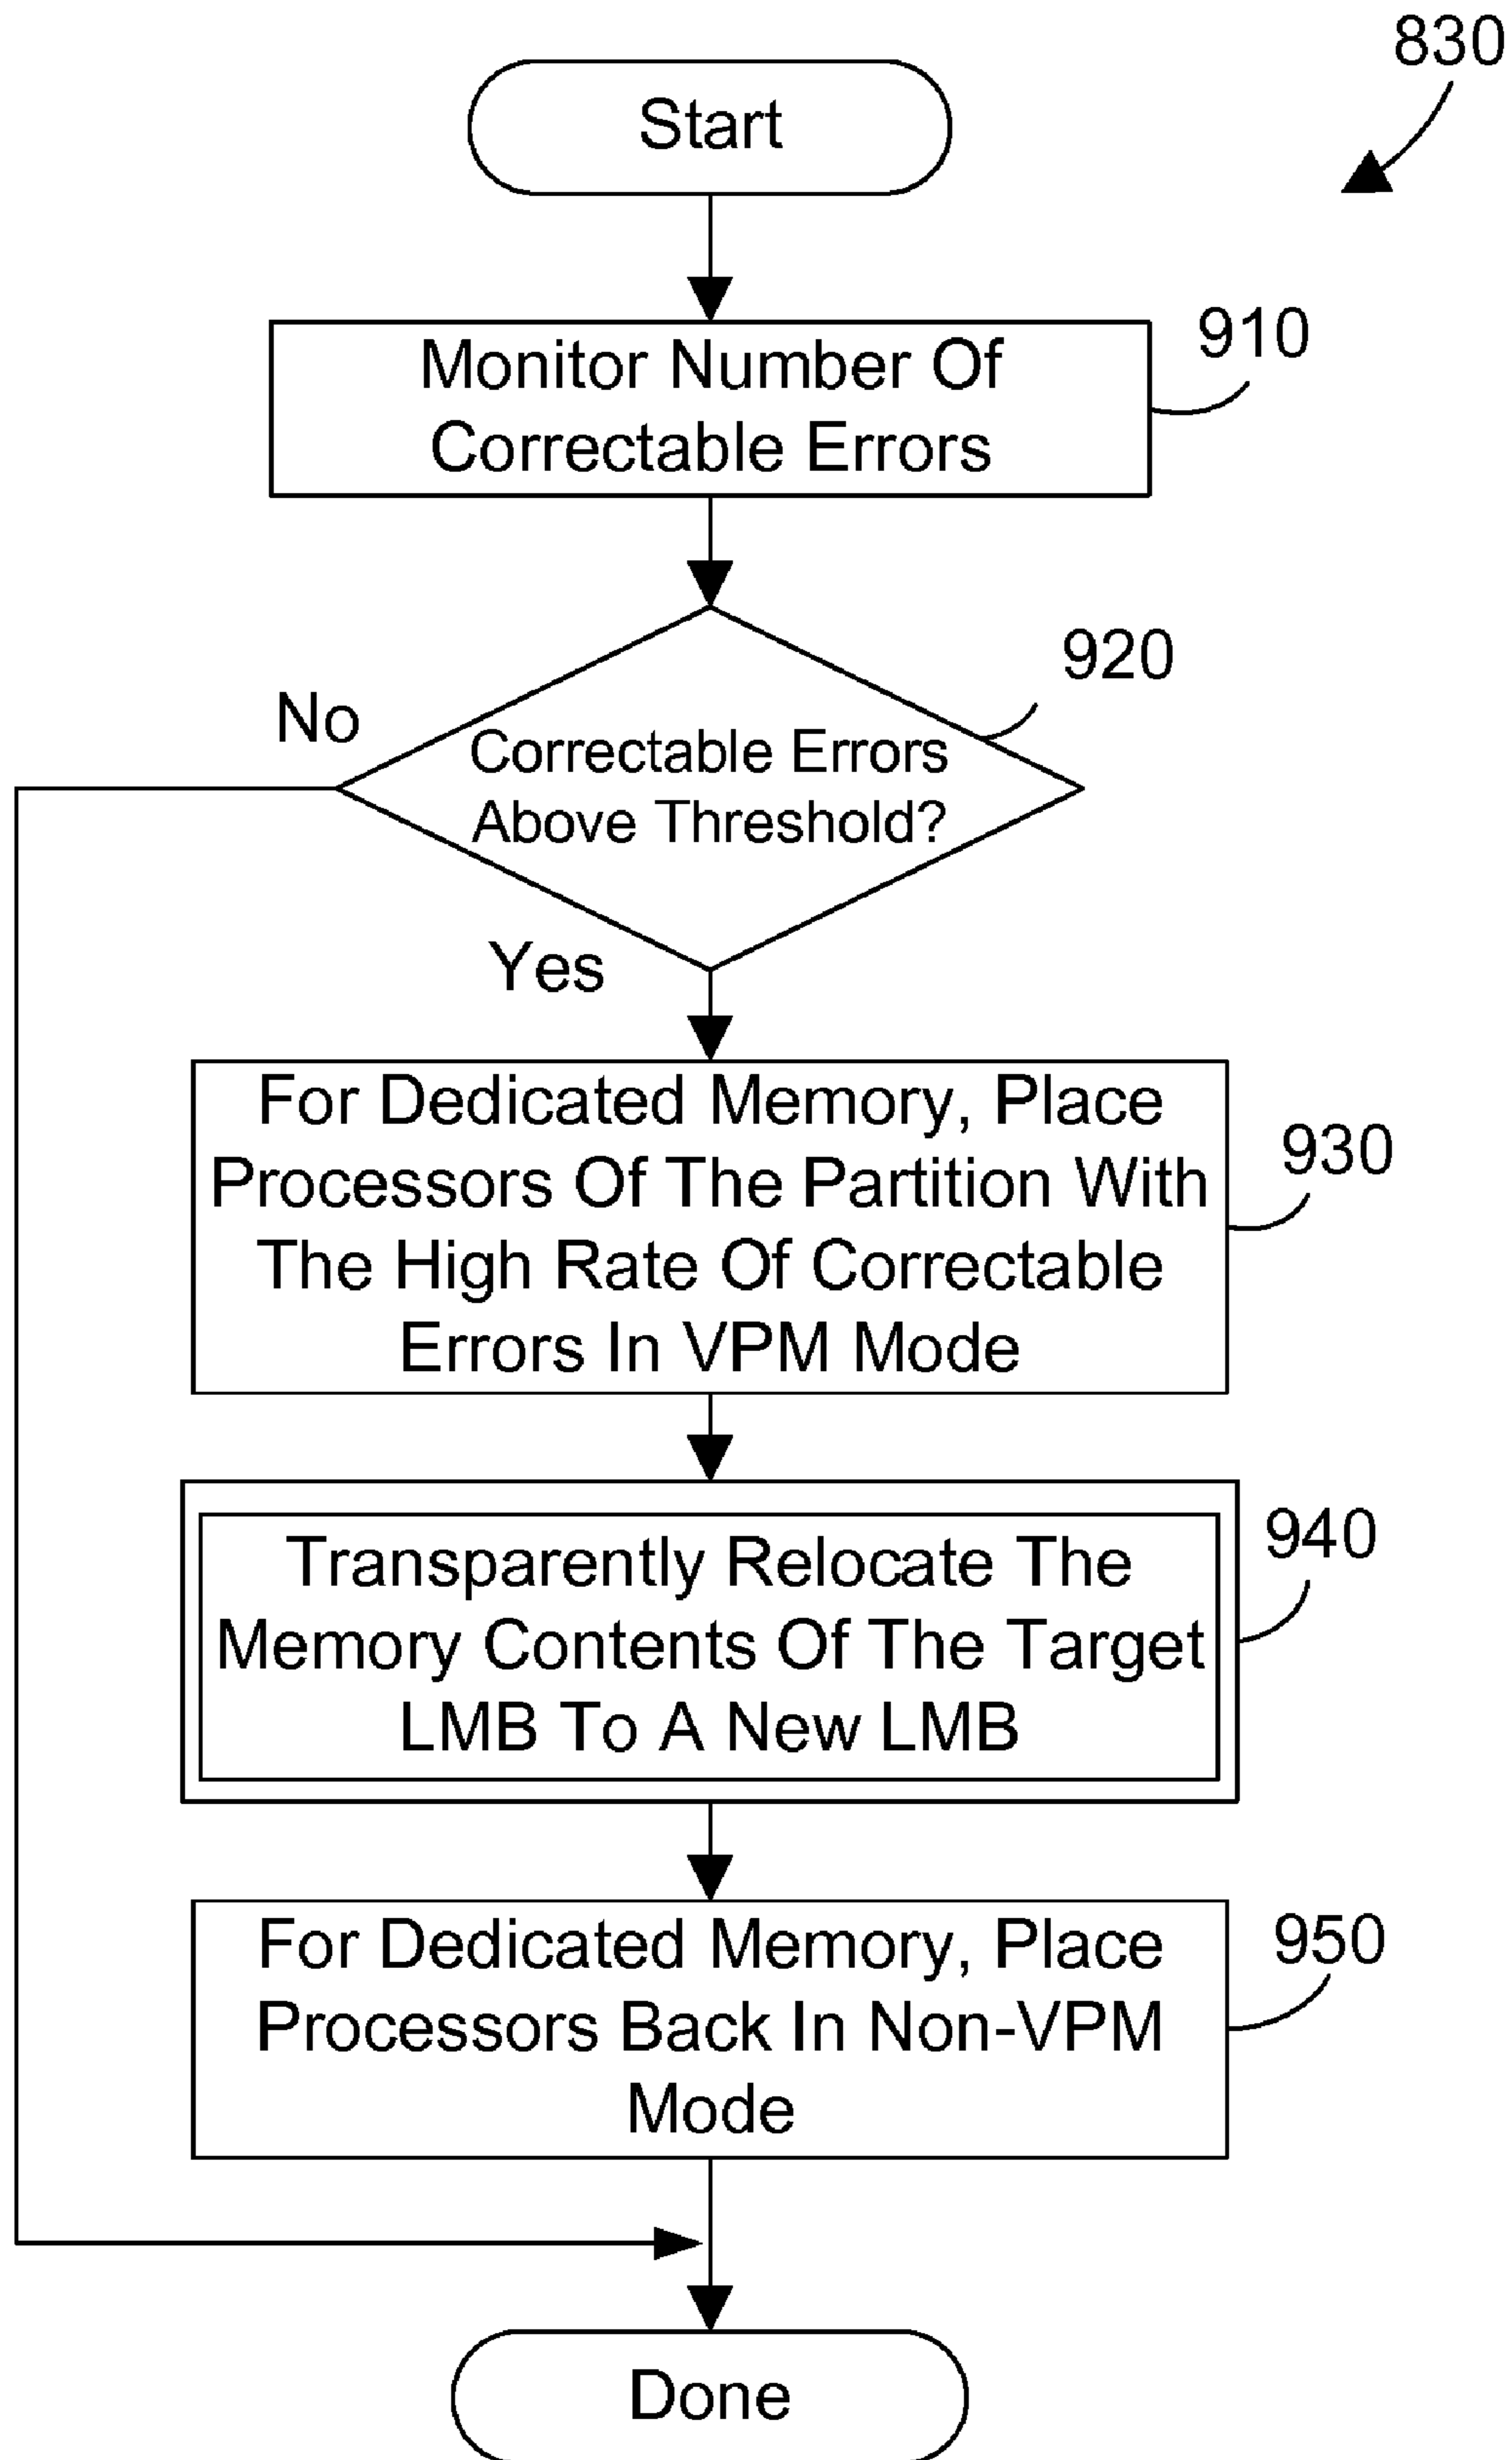 830
Start
Monitor Number Of
Correctable Errors
910
920
No
Correctable Errors
Above Threshold?
Yes
For Dedicated Memory, Place
Processors Of The Partition With
The High Rate Of Correctable
Errors In VPM Mode
930
Transparently Relocate The
Memory Contents Of The Target
LMB To A New LMB
940
For Dedicated Memory, Place
Processors Back In Non-VPM
Mode
950
Done